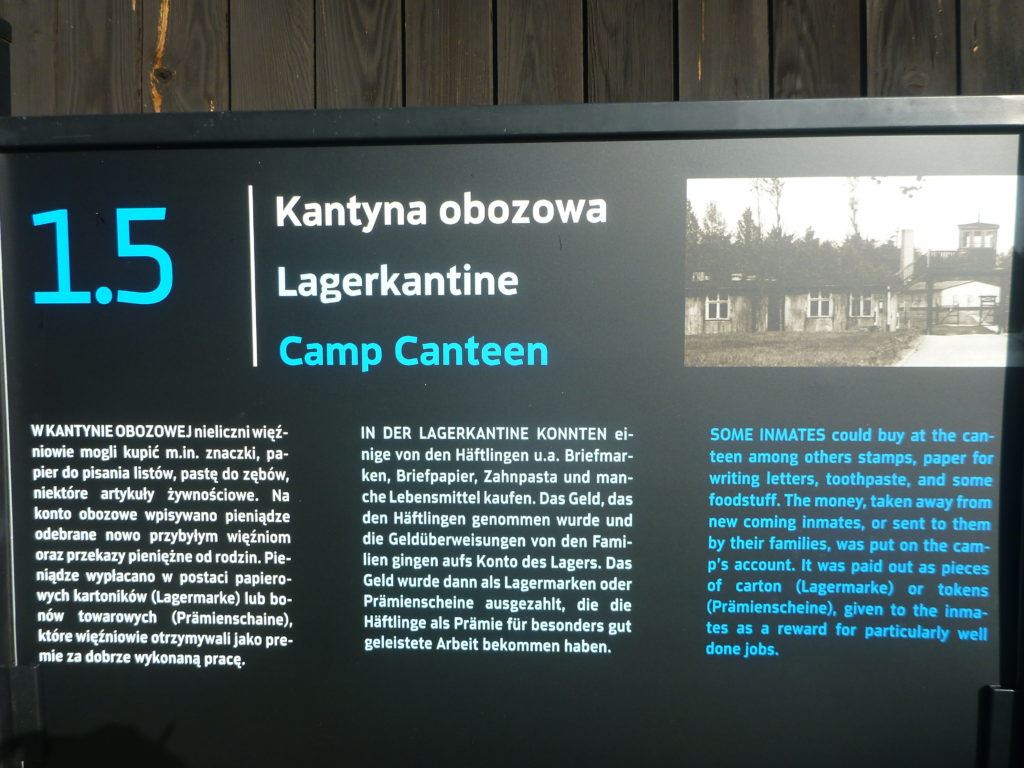 1.5
Kantyna obozowa
Lagerkantine
Camp Canteen
W KANTYNIE OBOZOWEJ nieliczni więź-
niowie mogli kupić m.in. znaczki, pa-
pier do pisania listów, pastę do zębów,
niektóre artykuły żywnościowe. Na
konto obozowe wpisywano pieniądze
odebrane nowo przybyłym więźniom
oraz przekazy pieniężne od rodzin. Pie-
niądze wypłacano w postaci papiero-
wych kartoników (Lagermarke) lub bo-
nów towarowych (Prämienschaine),
które więźniowie otrzymywali jako pre-
mie za dobrze wykonaną pracę.
IN DER LAGERKANTINE KONNTEN ei-
nige von den Häftlingen u.a. Briefmar-
ken, Briefpapier, Zahnpasta und man-
che Lebensmittel kaufen. Das Geld, das
den Häftlingen genommen wurde und
die Geldüberweisungen von den Fami-
lien gingen aufs Konto des Lagers. Das
Geld wurde dann als Lagermarken oder
Prämienscheine ausgezahlt, die die
Häftlinge als Prämie für besonders gut
geleistete Arbeit bekommen haben.
SOME INMATES could buy at the can-
teen among others stamps, paper for
writing letters, toothpaste, and some
foodstuff. The money, taken away from
new coming inmates, or sent to them
by their families, was put on the cam-
p's account. It was paid out as pieces
of carton (Lagermarke) or tokens
(Prämienscheine), given to the inma-
tes as a reward for particularly well
done jobs.